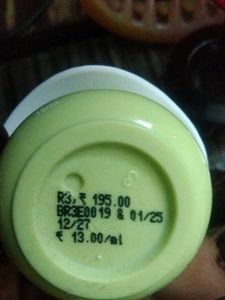 R3, ₹ 195.00
BR3E0019 & 01/25
12/27
₹ 13.00/ml